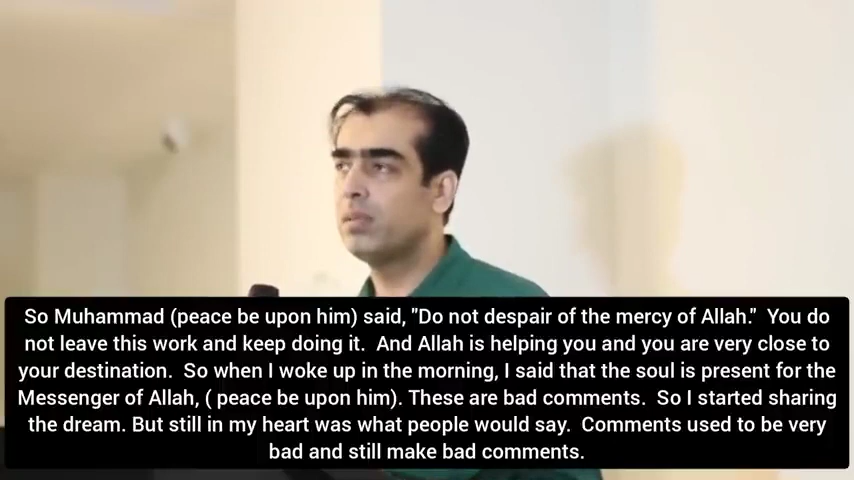 So Muhammad (peace be upon him) said, "Do not despair of the mercy of Allah."  You do
not leave this work and keep doing it.  And Allah is helping you and you are very close to
your destination.  So when I woke up in the morning, I said that the soul is present for the
Messenger of Allah, ( peace be upon him). These are bad comments.  So I started sharing
the dream. But still in my heart was what people would say.  Comments used to be very
bad and still make bad comments.